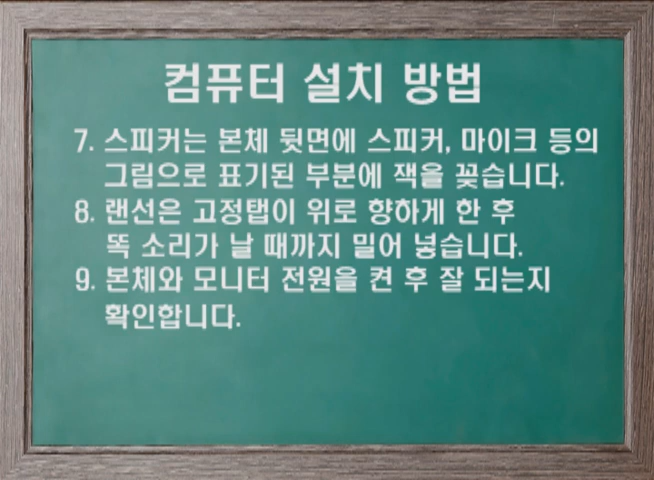 컴퓨터 설치 방법
7. 스피커는 본체 뒷면에 스피커, 마이크 등의
그림으로 표기된 부분에 잭을 꽂습니다.
8. 랜선은 고정탭이 위로 향하게 한 후
똑 소리가 날 때까지 밀어 넣습니다.
9. 본체와 모니터 전원을 켠 후 잘 되는지
확인합니다.